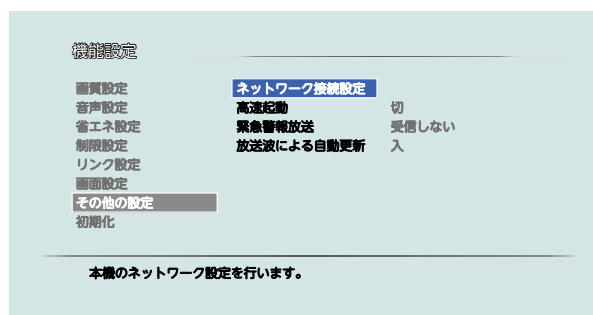 機能設定
画質設定
音声設定
省エネ設定
制限設定
リンク設定
画面設定
その他の設定
初期化
ネットワーク接続設定
高速起動 切
緊急警報放送 受信しない
放送波による自動更新 入
本機のネットワーク設定を行います。